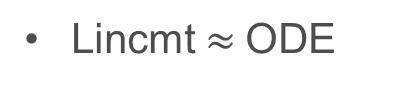 • Lincmt ≈ ODE